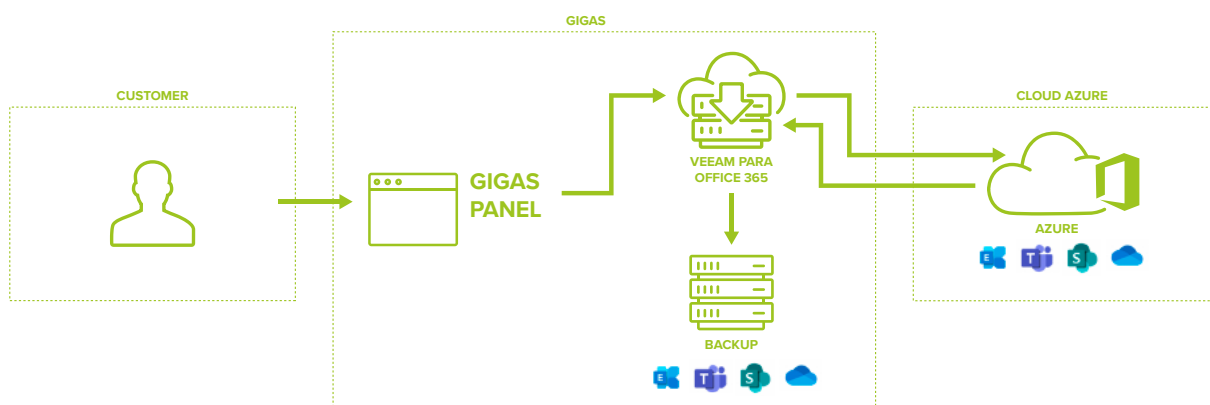 GIGAS
CUSTOMER
CLOUD AZURE
GIGAS
PANEL
VEEAM PARA
OFFICE 365
AZURE
E
T
S
BACKUP
E
T
S